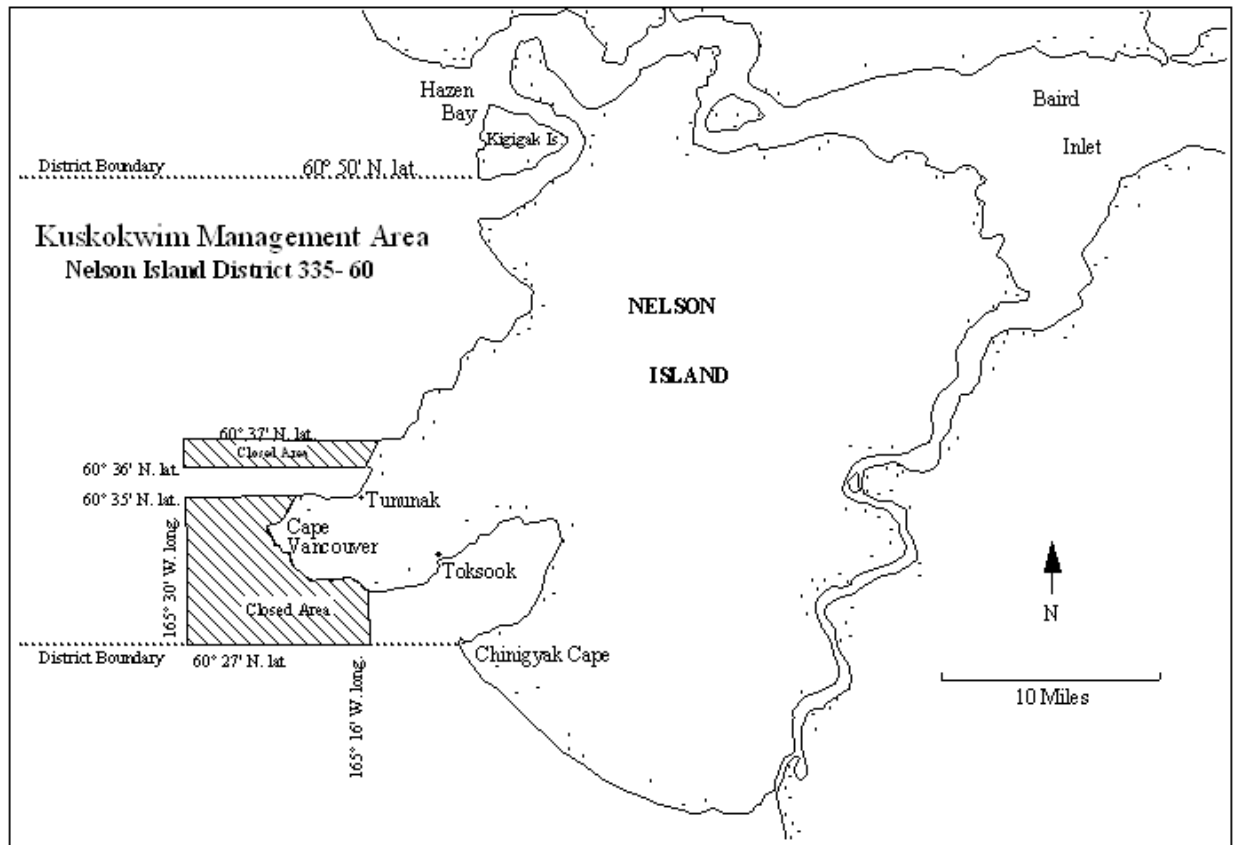 Hazen
Bay
Kigigak Is.
Baird
Inlet
District Boundary
60° 50' N. lat.
Kuskokwim Management Area
Nelson Island District 335- 60
NELSON
ISLAND
60° 37' N. lat.
Closed Area
60° 36' N. lat.
60° 35' N. lat.
Tununak
Cape
Vancouver
Toksook
165° 30' W. long.
Closed Area
N
District Boundary
60° 27' N. lat.
Chinigyak Cape
165° 16' W. long.
10 Miles